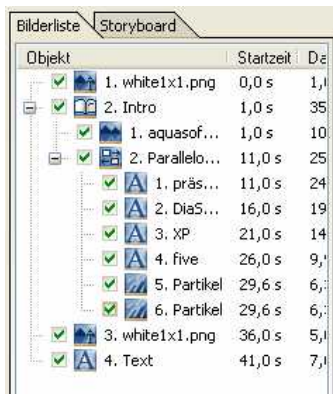 Bilderliste Storyboard
Objekt Startzeit Da
1. white1x1.png 0,0 s 1,
2. Intro 1,0 s 35
1. aquasof... 1,0 s 10
2. Parallelo... 11,0 s 25
1. präs... 11,0 s 24
2. DiaS... 16,0 s 19
3. XP 21,0 s 14
4. five 26,0 s 9,
5. Partikel 29,6 s 6,
6. Partikel 29,6 s 6,
3. white1x1.png 36,0 s 5,
4. Text 41,0 s 7,